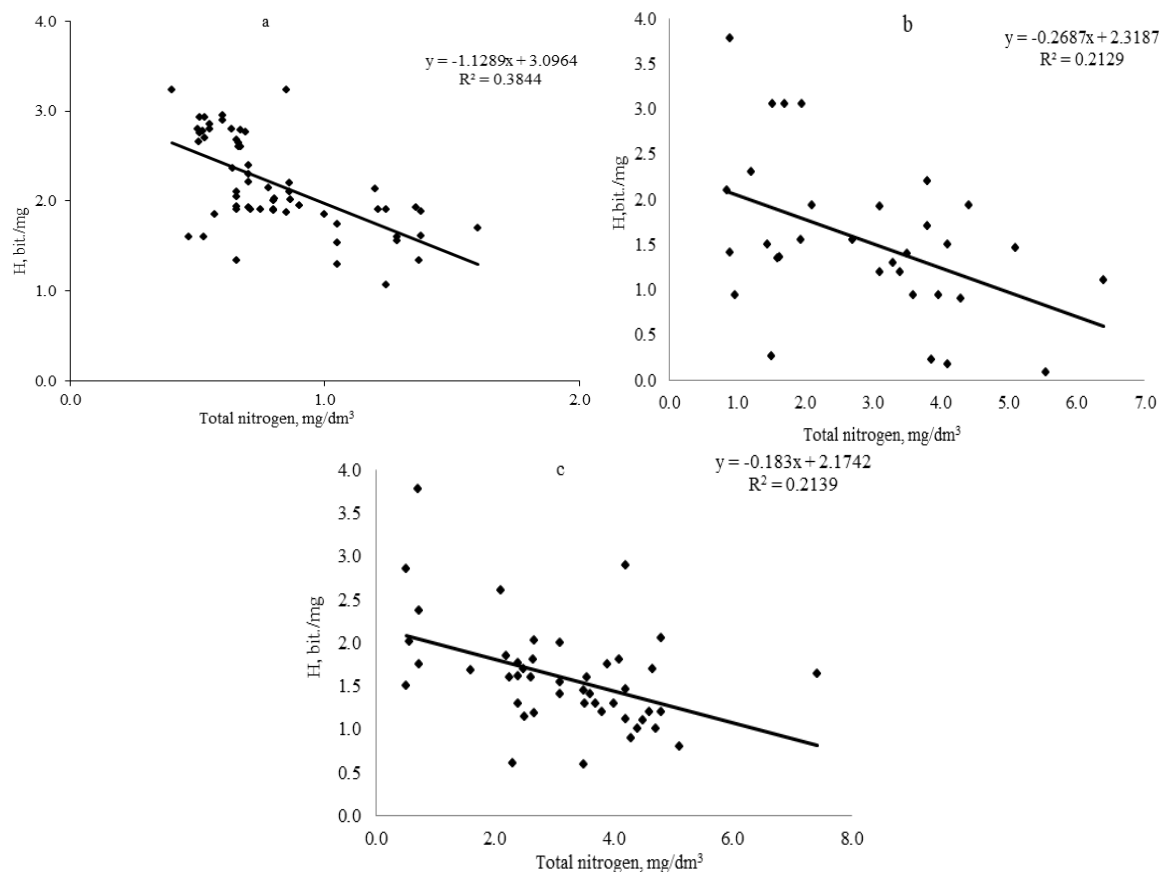 a
y = -1.1289x + 3.0964
R² = 0.3844
4.0
3.0
2.0
1.0
0.0
H, bit./mg
0.0 1.0 2.0
Total nitrogen, mg/dm³
b
y = -0.2687x + 2.3187
R² = 0.2129
4.0
3.5
3.0
2.5
2.0
1.5
1.0
0.5
0.0
H,bit./mg
0.0 1.0 2.0 3.0 4.0 5.0 6.0 7.0
Total nitrogen, mg/dm³
c
y = -0.183x + 2.1742
R² = 0.2139
4.0
3.5
3.0
2.5
2.0
1.5
1.0
0.5
0.0
H, bit./mg
0.0 2.0 4.0 6.0 8.0
Total nitrogen, mg/dm³